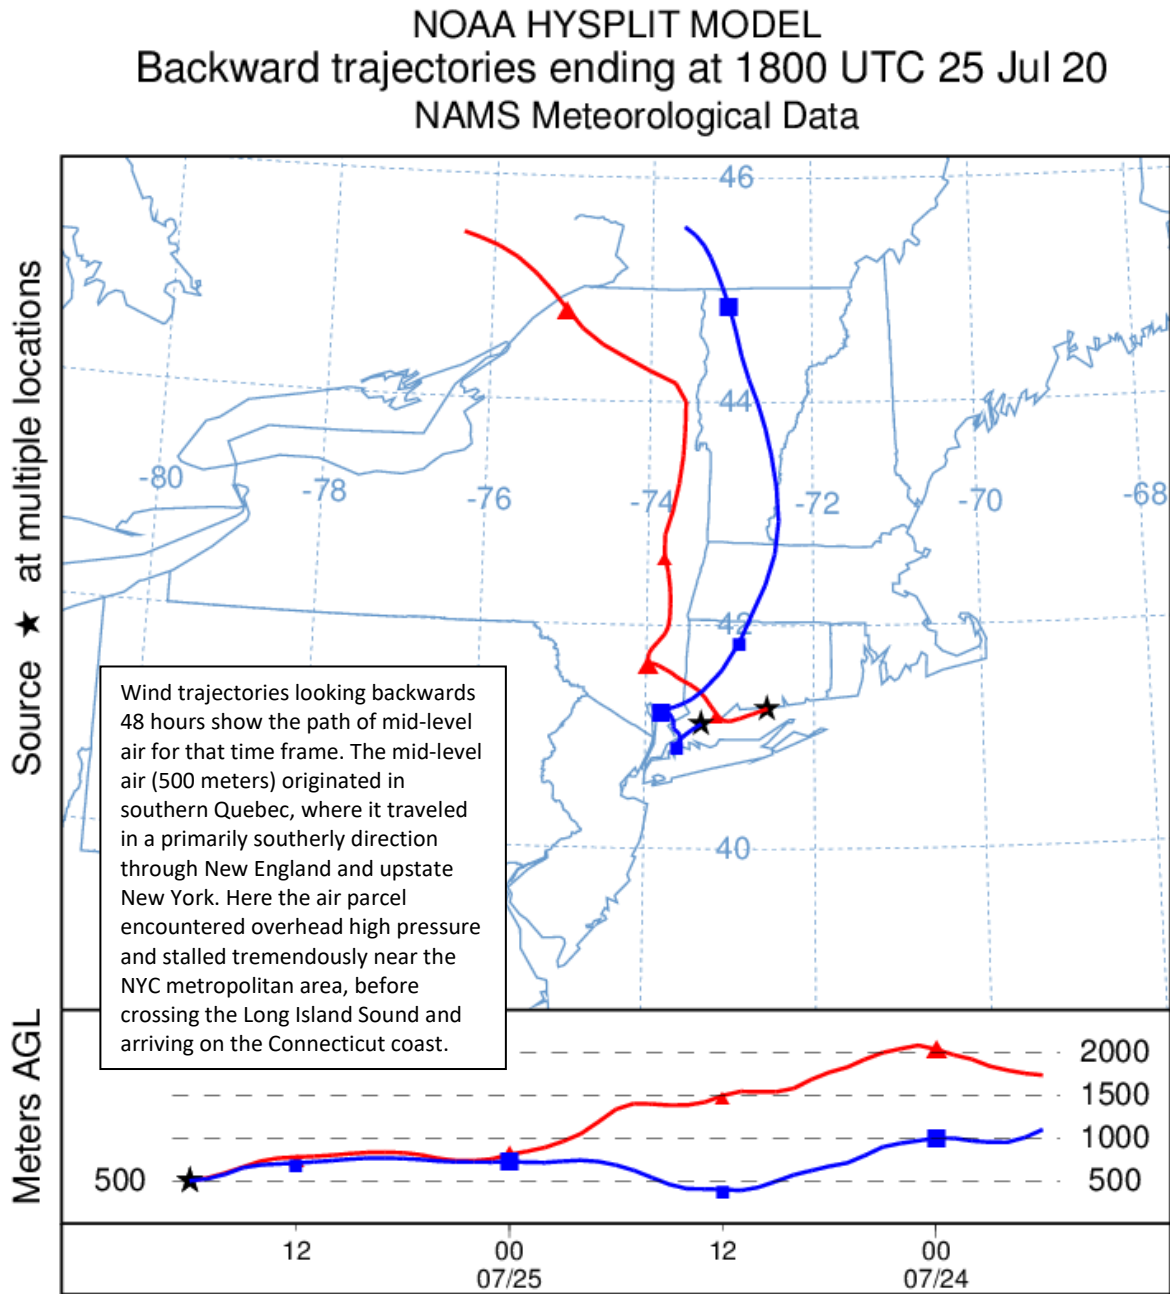 NOAA HYSPLIT MODEL
Backward trajectories ending at 1800 UTC 25 Jul 20
NAMS Meteorological Data
Source ★ at multiple locations
46
44
-80
-78
-76
-74
-72
-70
-68
42
40
Wind trajectories looking backwards
48 hours show the path of mid-level
air for that time frame. The mid-level
air (500 meters) originated in
southern Quebec, where it traveled
in a primarily southerly direction
through New England and upstate
New York. Here the air parcel
encountered overhead high pressure
and stalled tremendously near the
NYC metropolitan area, before
crossing the Long Island Sound and
arriving on the Connecticut coast.
Meters AGL
2000
1500
1000
500
500
12
00
12
00
07/25
07/24